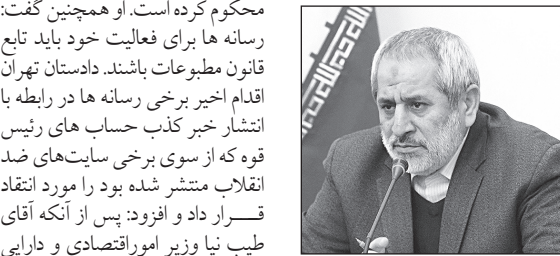 محکوم کرده است. او همچنین گفت:
رسانه ها برای فعالیت خود باید تابع
قانون مطبوعات باشند. دادستان تهران
اقدام اخیر برخی رسانه ها در رابطه با
انتشار خبر کذب حساب های رئیس
قوه که از سوی برخی سایت‌های ضد
انقلاب منتشر شده بود را مورد انتقاد
قـــرار داد و افزود: پس از آنکه آقای
طیب نیا وزیر اموراقتصادی و دارایی